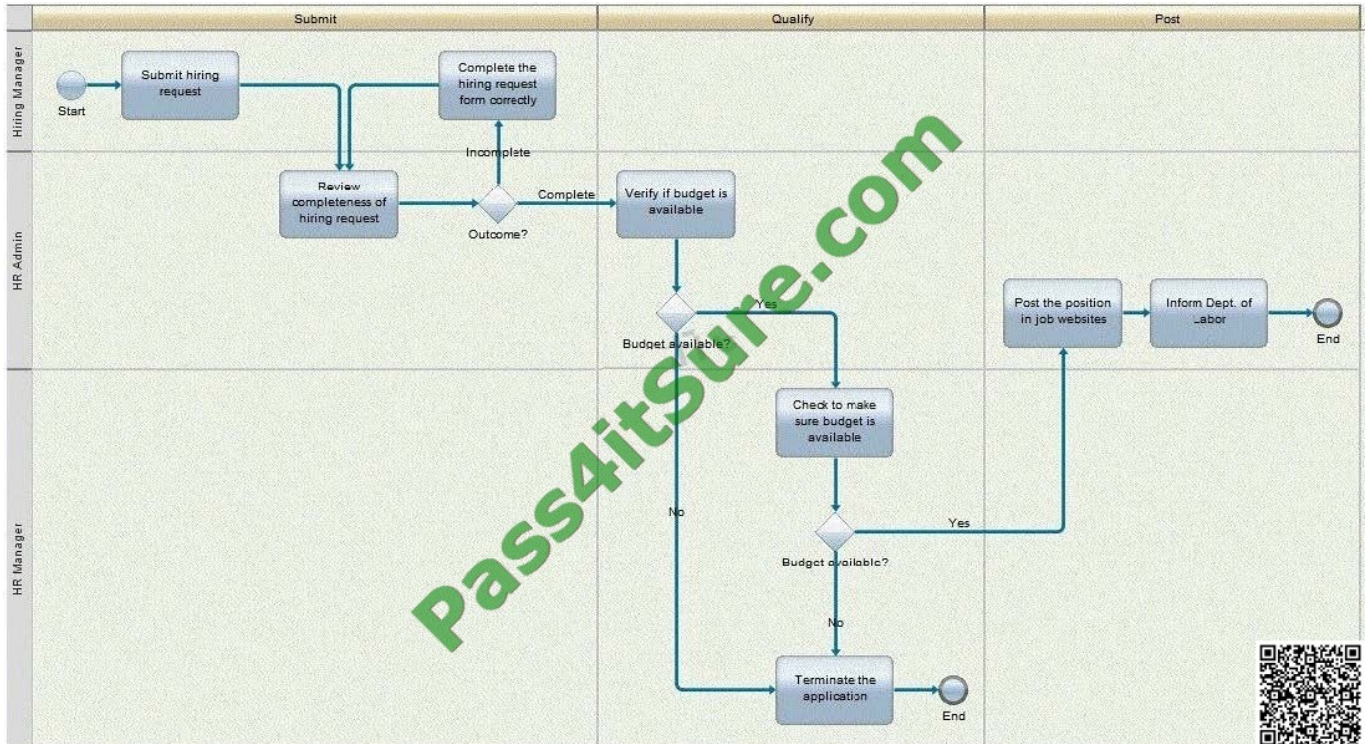 Submit
Qualify
Post
Hiring Manager
Start
Submit hiring
request
Complete the
hiring request
form correctly
Incomplete
HR Admin
Review
completeness of
hiring request
Outcome?
Complete
Verify if budget is
available
Budget available?
Yes
Post the position
in job websites
Inform Dept. of
Labor
End
HR Manager
Check to make
sure budget is
available
No
Budget available?
Yes
No
Terminate the
application
End
Pass4itSure.com